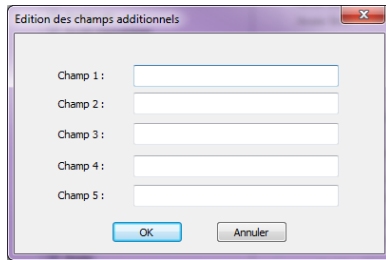 Edition des champs additionnels
Champ 1 :
Champ 2 :
Champ 3 :
Champ 4 :
Champ 5 :
OK Annuler